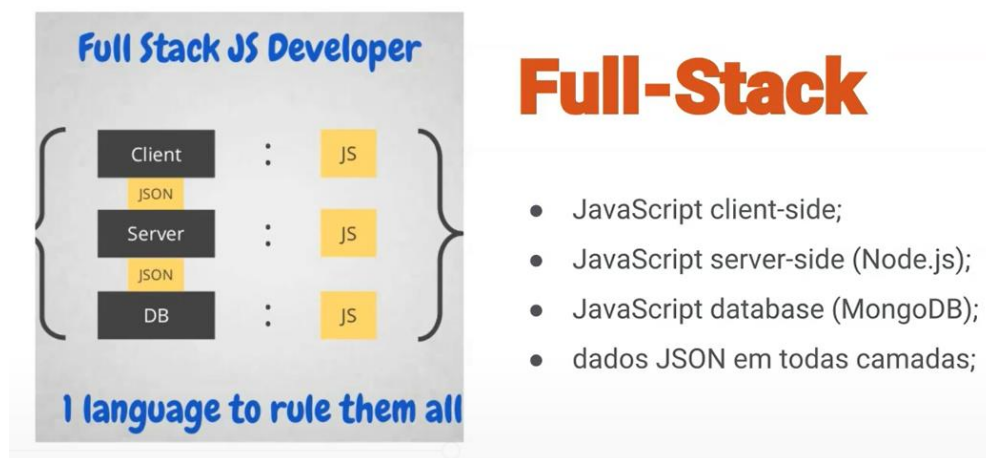 Full Stack JS Developer
Client : JS
JSON
Server : JS
JSON
DB : JS
1 language to rule them all
Full-Stack
● JavaScript client-side;
● JavaScript server-side (Node.js);
● JavaScript database (MongoDB);
● dados JSON em todas camadas;